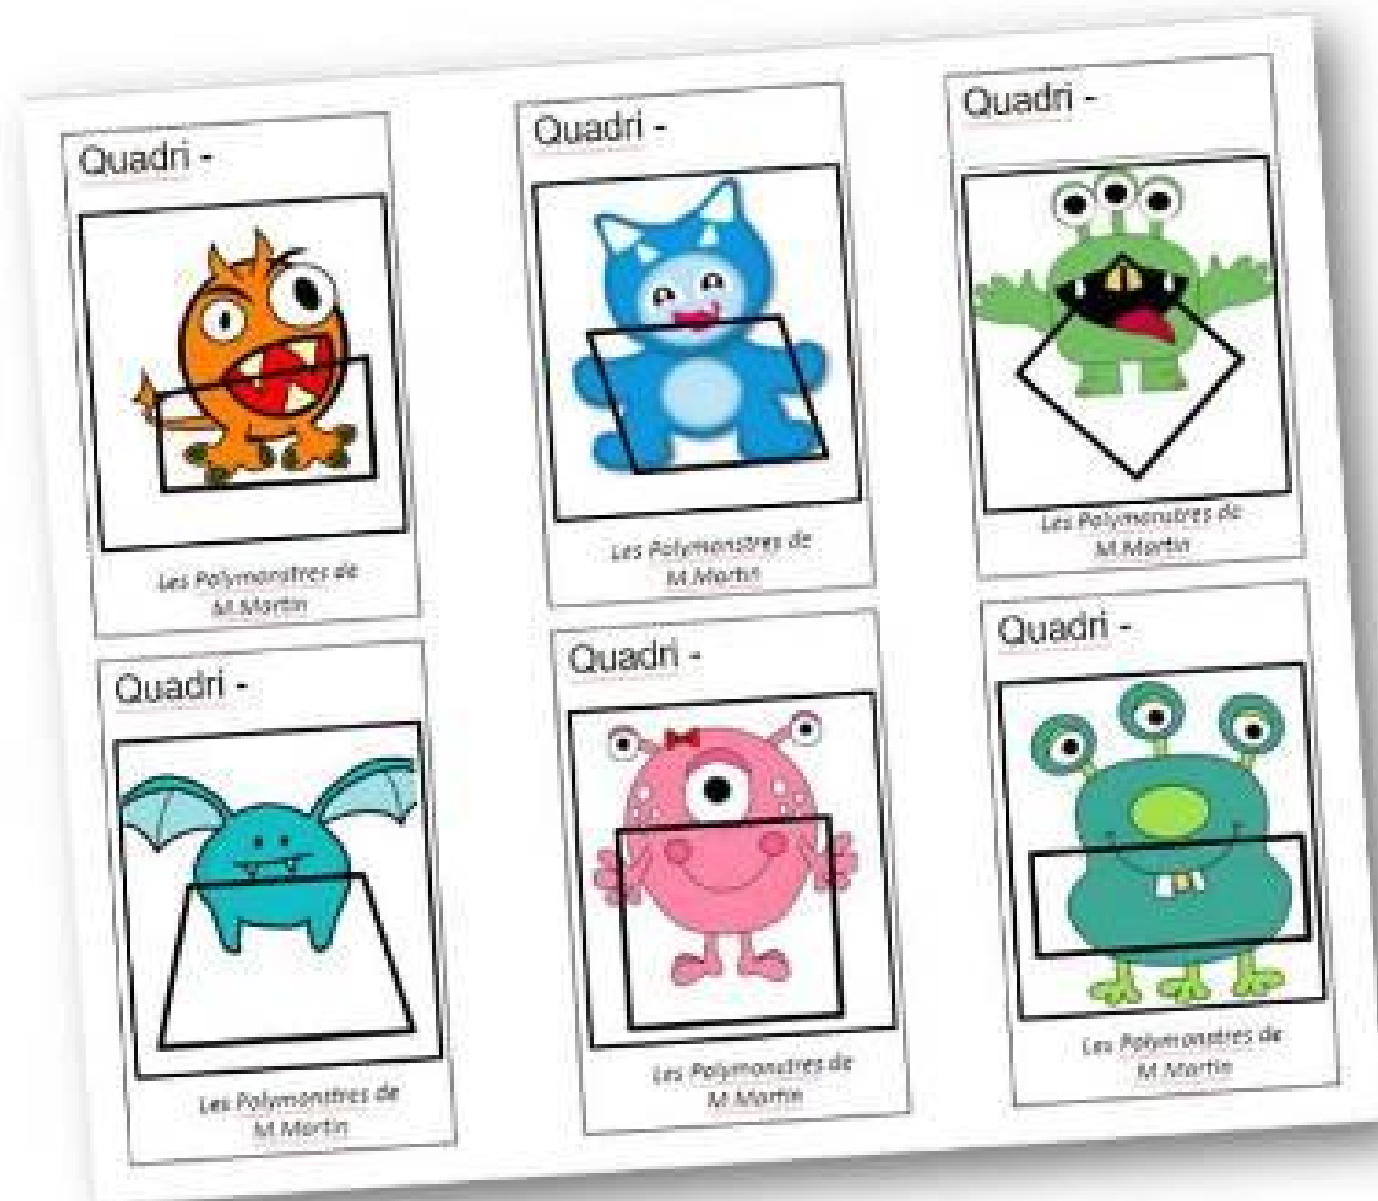 Quadri -
Les Polymonstres de
M.Martin
Quadri -
Les Polymonstres de
M.Martin
Quadri -
Les Polymonstres de
M.Martin
Quadri -
Les Polymonstres de
M.Martin
Quadri -
Les Polymonstres de
M.Martin
Quadri -
Les Polymonstres de
M.Martin